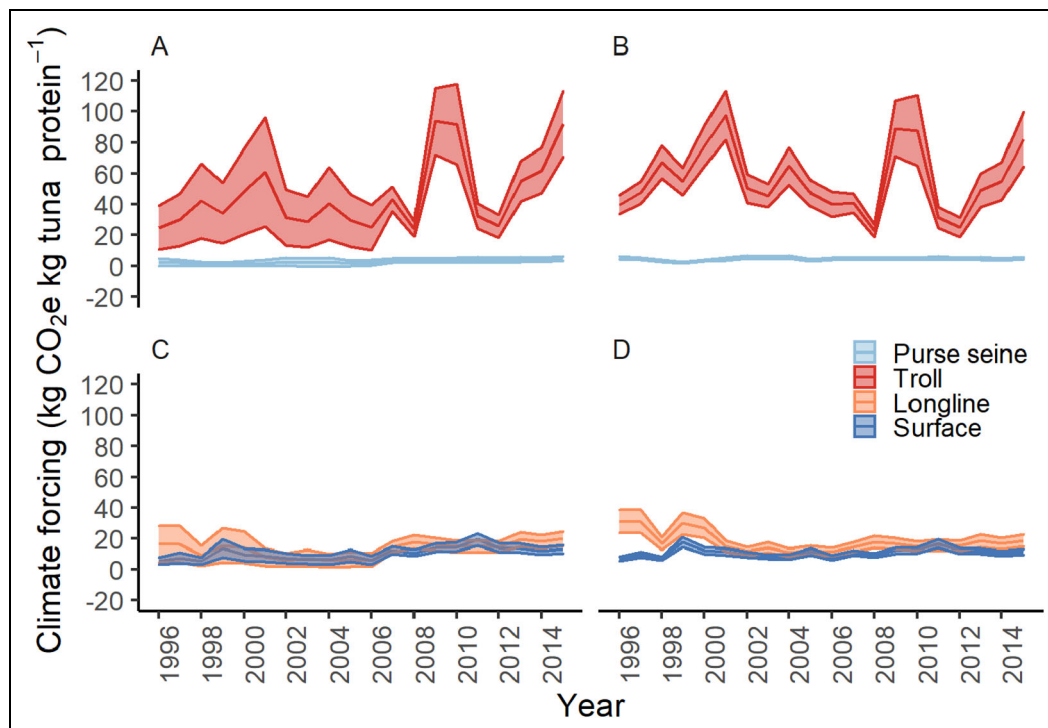 A
B
Climate forcing (kg CO₂e kg tuna protein⁻¹)
120
100
80
60
40
20
0
-20
C
D
Purse seine
Troll
Longline
Surface
120
100
80
60
40
20
0
-20
1996 1998 2000 2002 2004 2006 2008 2010 2012 2014
1996 1998 2000 2002 2004 2006 2008 2010 2012 2014
Year